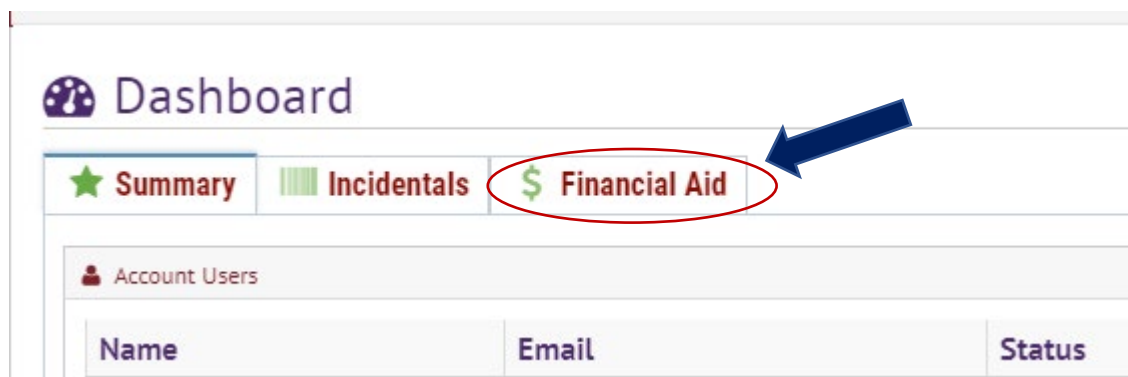 Dashboard
Summary Incidentals $ Financial Aid
Account Users
Name Email Status